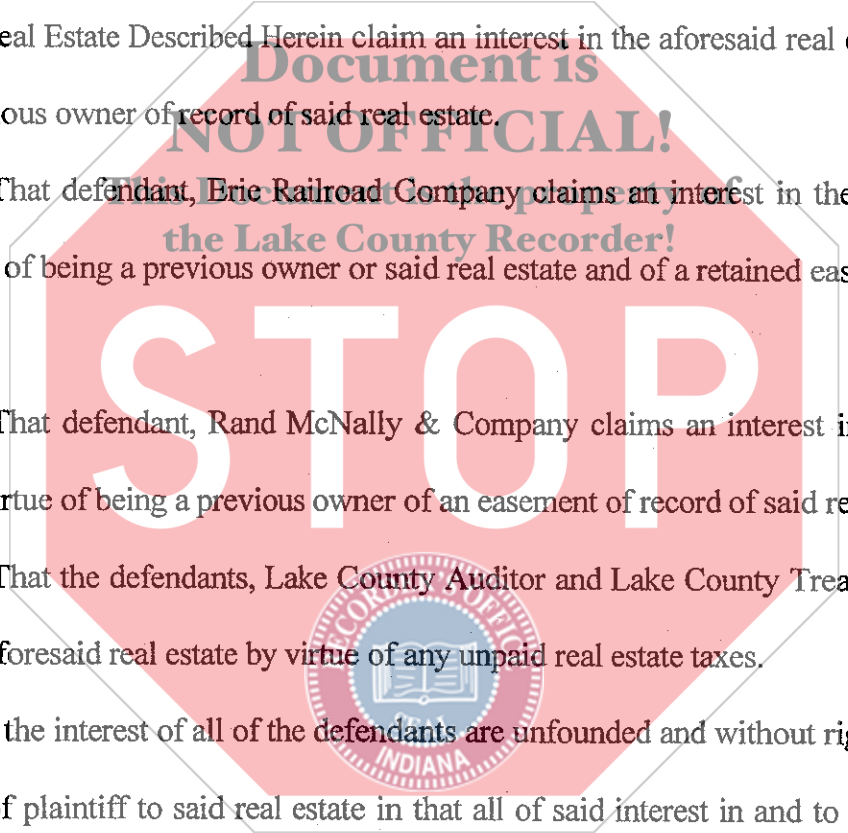 eal Estate Described Herein claim an interest in the aforesaid real
Document is
ous owner of record of said real estate.
NOT OFFICIAL!
That defendant, Erie Railroad Company claims an interest in the
This Document is the property of
the Lake County Recorder!
of being a previous owner or said real estate and of a retained eas
STOP
That defendant, Rand McNally & Company claims an interest in
rtue of being a previous owner of an easement of record of said re
That the defendants, Lake County Auditor and Lake County Trea
RECORDER'S OFFICE
foresaid real estate by virtue of any unpaid real estate taxes.
the interest of all of the defendants are unfounded and without rig
SEAL
INDIANA
f plaintiff to said real estate in that all of said interest in and to